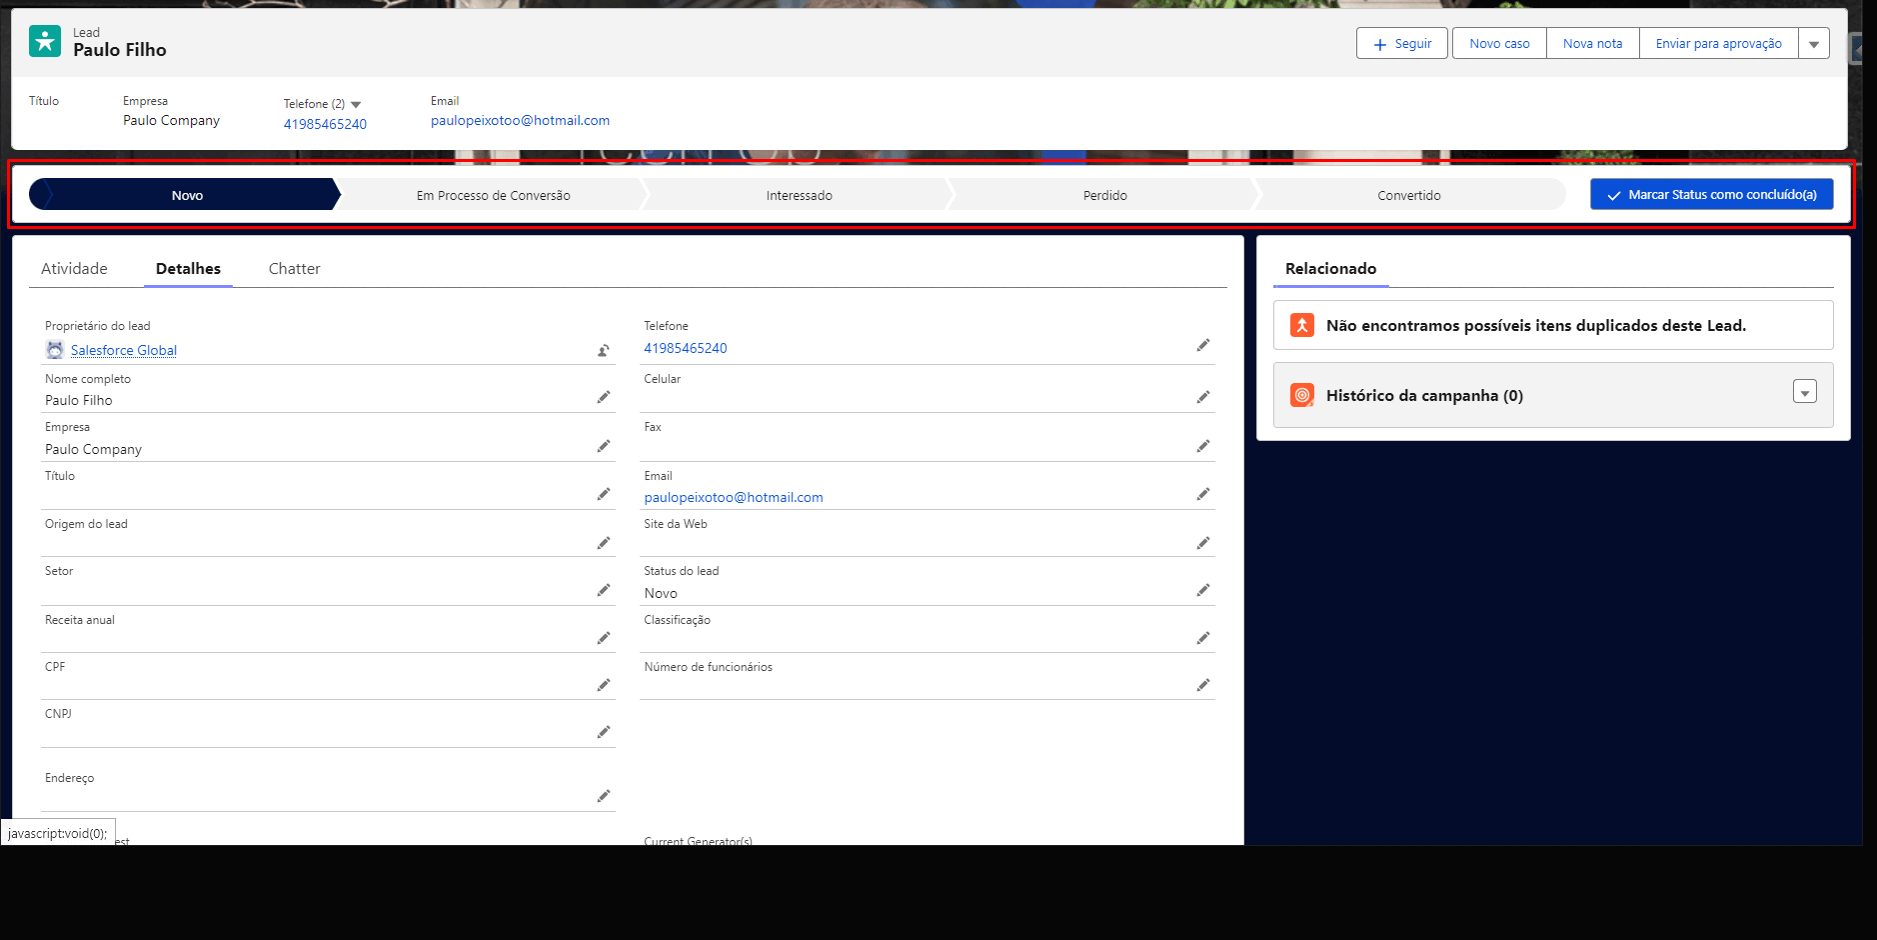 Lead
Paulo Filho
Seguir
Novo caso
Nova nota
Enviar para aprovação
Título
Empresa
Paulo Company
Telefone (2)
41985465240
Email
paulopeixotoo@hotmail.com
Novo
Em Processo de Conversão
Interessado
Perdido
Convertido
Marcar Status como concluído(a)
Atividade
Detalhes
Chatter
Proprietário do lead
Salesforce Global
Nome completo
Paulo Filho
Empresa
Paulo Company
Título
Origem do lead
Setor
Receita anual
CPF
CNPJ
Endereço
Telefone
41985465240
Celular
Fax
Email
paulopeixotoo@hotmail.com
Site da Web
Status do lead
Novo
Classificação
Número de funcionários
Current Generator(s)
Relacionado
Não encontramos possíveis itens duplicados deste Lead.
Histórico da campanha (0)
javascript:void(0);